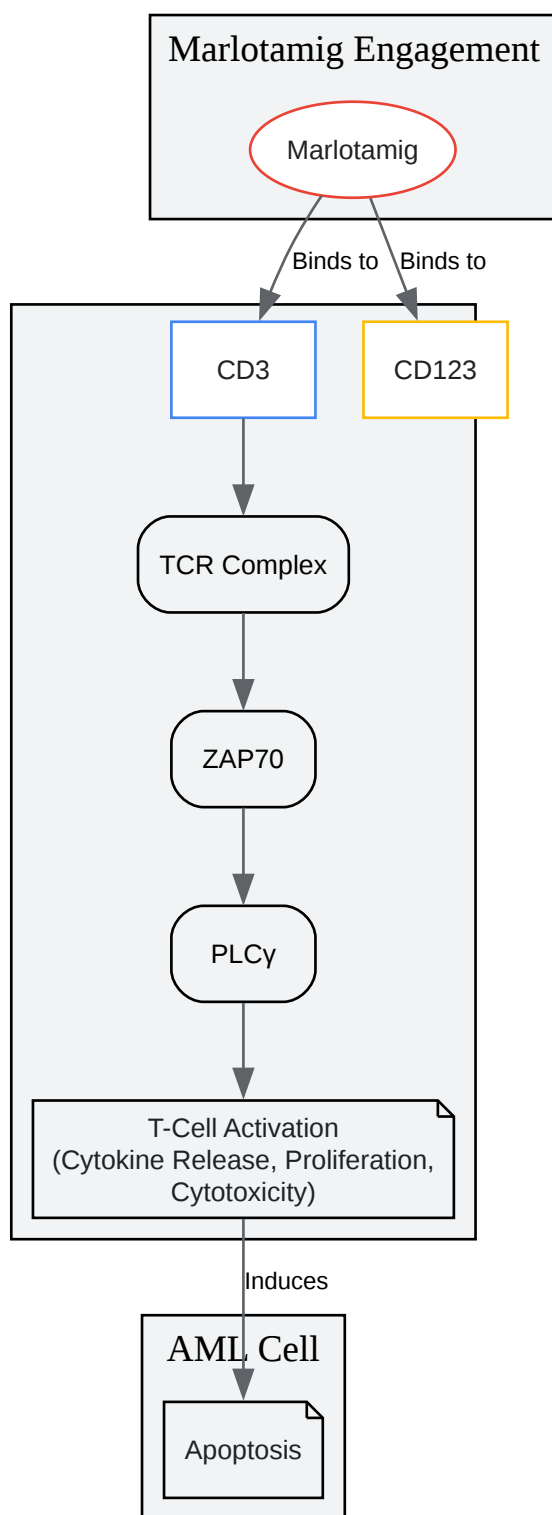 Marlotamig Engagement
Marlotamig
Binds to
Binds to
CD3
CD123
TCR Complex
ZAP70
PLCγ
T-Cell Activation
(Cytokine Release, Proliferation,
Cytotoxicity)
Induces
AML Cell
Apoptosis